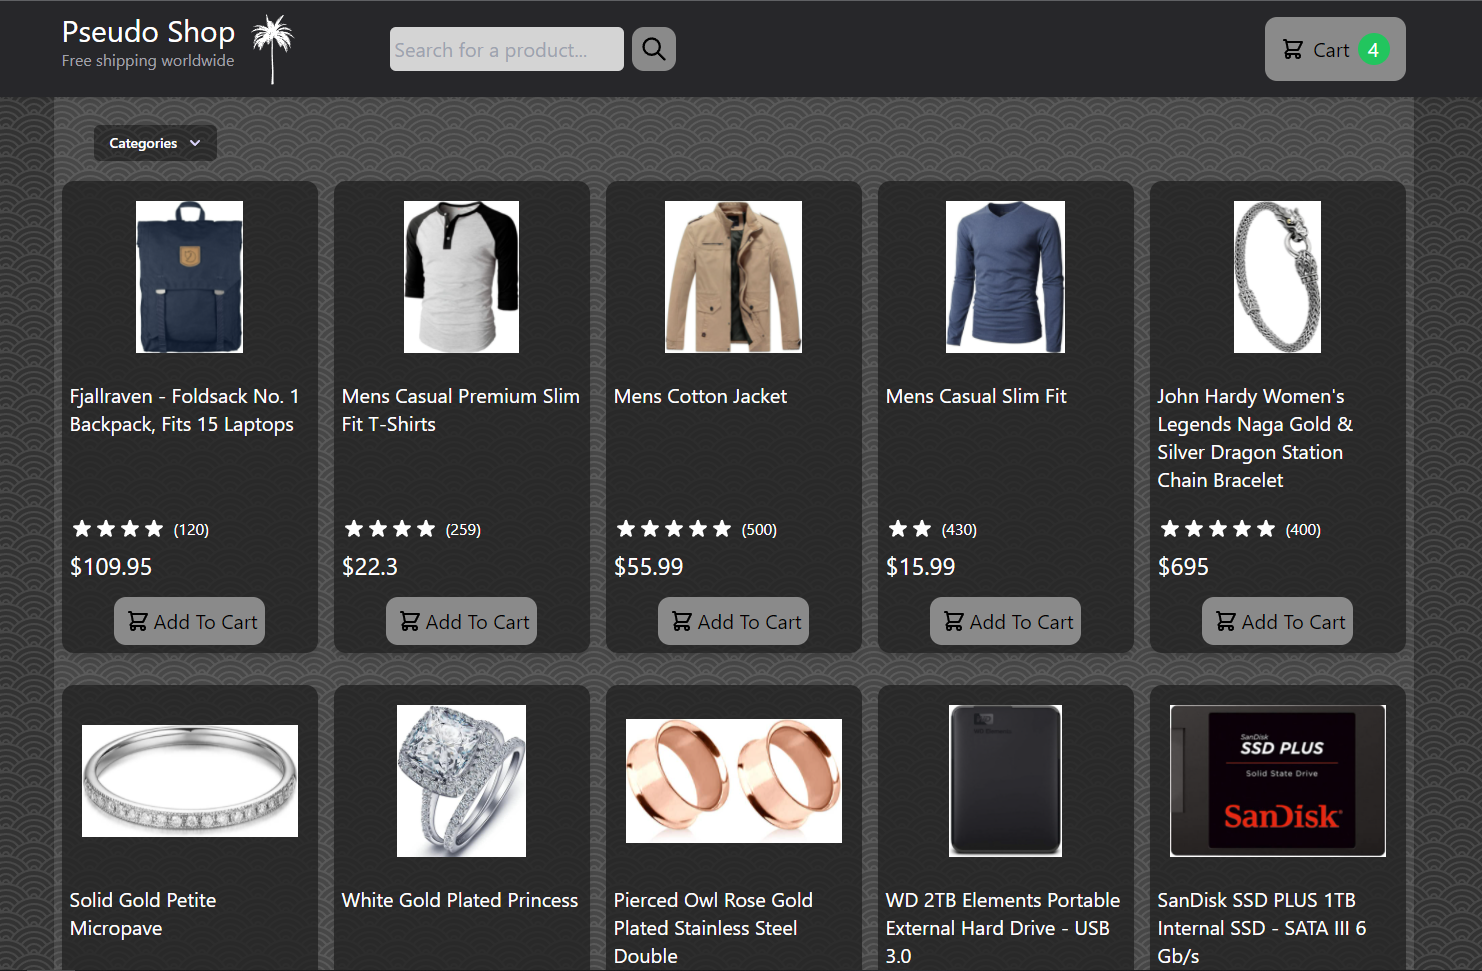 Pseudo Shop
Free shipping worldwide
Search for a product...
Cart 4
Categories
Fjallraven - Foldsack No. 1
Backpack, Fits 15 Laptops
(120)
$109.95
Add To Cart
Mens Casual Premium Slim
Fit T-Shirts
(259)
$22.3
Add To Cart
Mens Cotton Jacket
(500)
$55.99
Add To Cart
Mens Casual Slim Fit
(430)
$15.99
Add To Cart
John Hardy Women's
Legends Naga Gold &
Silver Dragon Station
Chain Bracelet
(400)
$695
Add To Cart
Solid Gold Petite
Micropave
White Gold Plated Princess
Pierced Owl Rose Gold
Plated Stainless Steel
Double
WD
WD Elements
WD 2TB Elements Portable
External Hard Drive - USB
3.0
SanDisk
SSD PLUS
Solid State Drive
SanDisk
SanDisk SSD PLUS 1TB
Internal SSD - SATA III 6
Gb/s